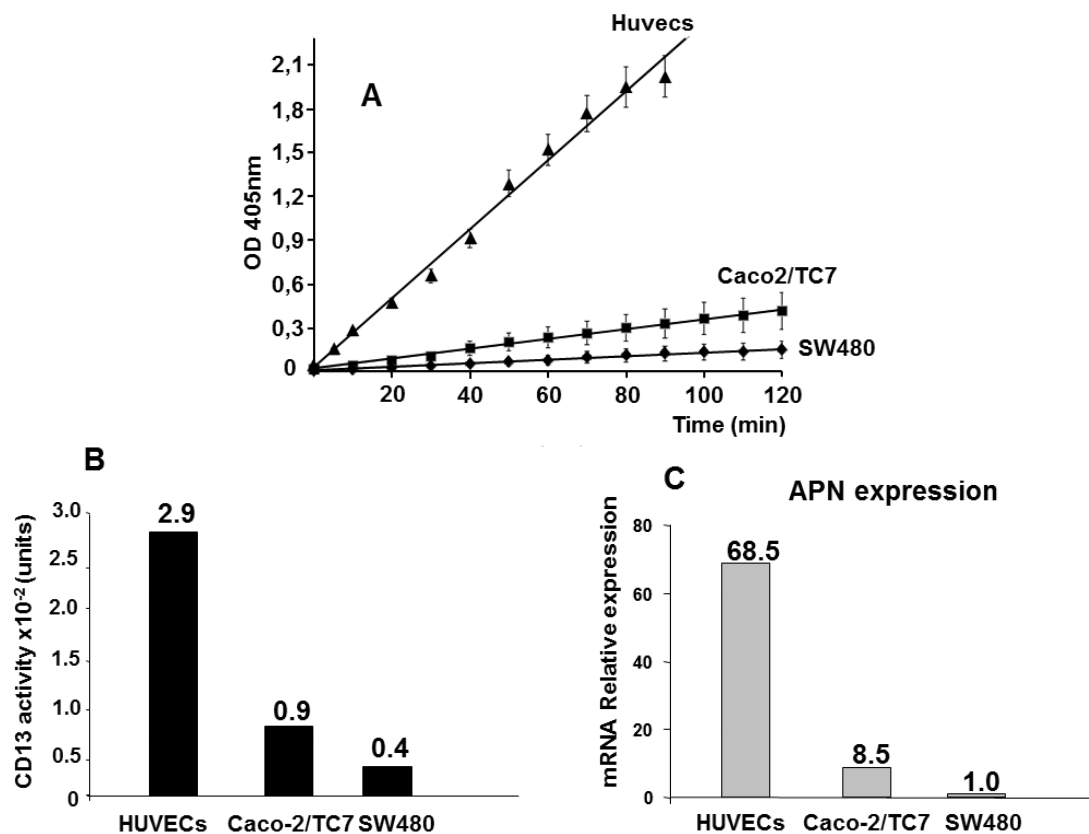 Huvecs
A
2,1
1,8
1,5
1,2
0,9
0,6
0,3
0
OD 405nm
Caco2/TC7
SW480
20 40 60 80 100 120
Time (min)
B
3.0
2.5
2.0
1.5
1.0
0.5
0
CD13 activity x10-2 (units)
2.9
0.9
0.4
HUVECs Caco-2/TC7 SW480
C
APN expression
80
60
40
20
0
mRNA Relative expression
68.5
8.5
1.0
HUVECs Caco-2/TC7 SW480